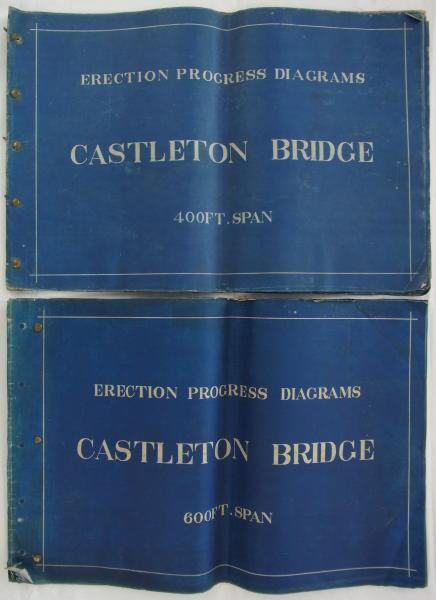 ERECTION PROGRESS DIAGRAMS
CASTLETON BRIDGE
400FT. SPAN
ERECTION PROGRESS DIAGRAMS
CASTLETON BRIDGE
600FT. SPAN